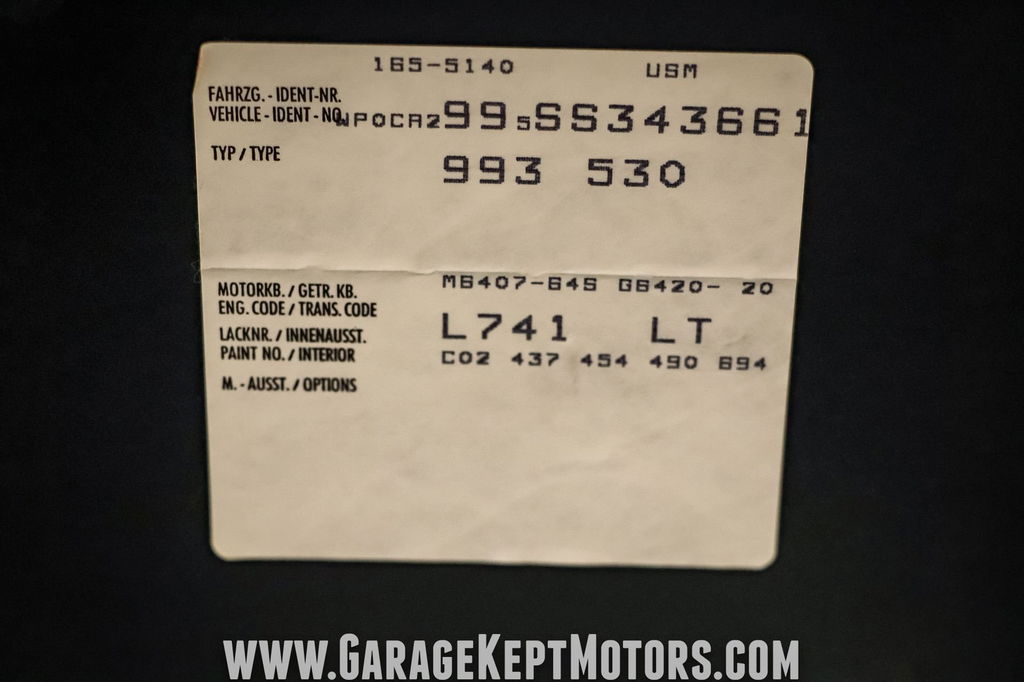 165-5140 USM
FAHRZG. - IDENT-NR.
VEHICLE - IDENT - NO. WP0CA2995SS343661
TYP / TYPE 993 530
MOTORKB. / GETR. KB. M6407-64S G6420- 20
ENG. CODE / TRANS. CODE
LACKNR. / INNENAUSST. L741 LT
PAINT NO. / INTERIOR C02 437 454 490 694
M. - AUSST. / OPTIONS
WWW.GARAGEKEPTMOTORS.COM